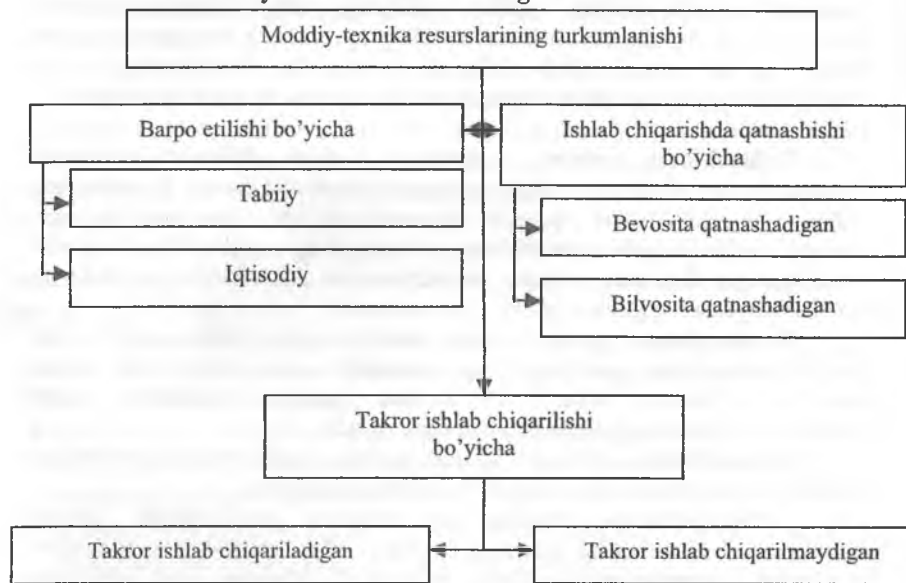 Moddiy-texnika resurslarining turkumlanishi
Barpo etilishi bo’yicha
Tabiiy
Iqtisodiy
Ishlab chiqarishda qatnashishi
bo’yicha
Bevosita qatnashadigan
Bilvosita qatnashadigan
Takror ishlab chiqarilishi
bo’yicha
Takror ishlab chiqariladigan
Takror ishlab chiqarilmaydigan